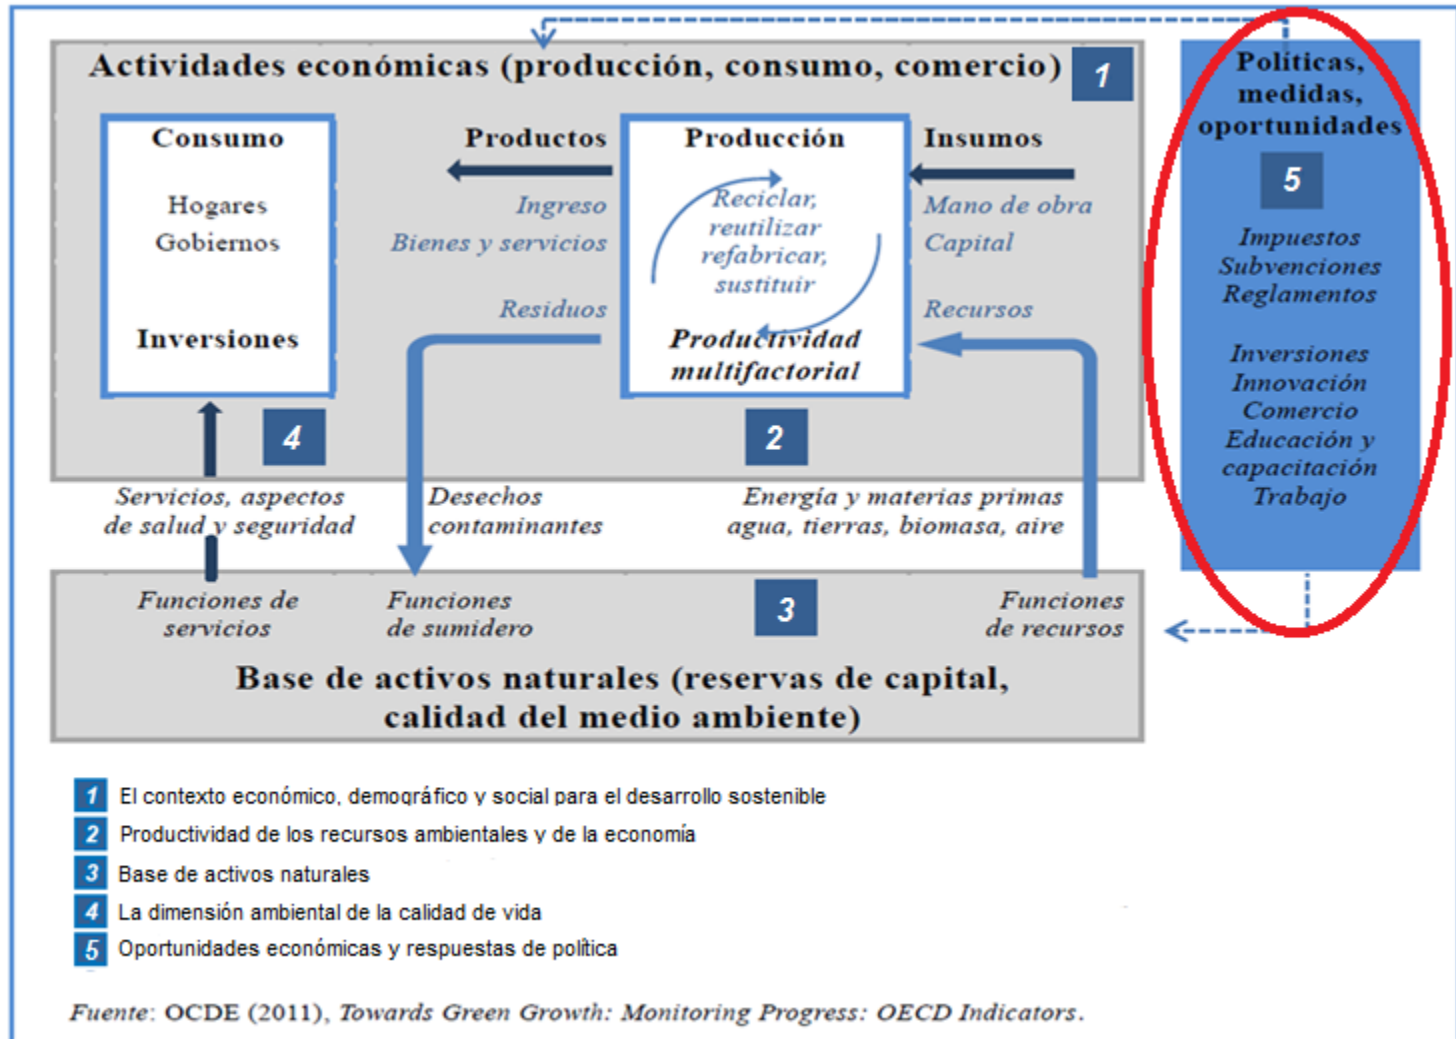 Actividades económicas (producción, consumo, comercio)
1
Consumo
Hogares
Gobiernos
Inversiones
4
Productos
Ingreso
Bienes y servicios
Residuos
Producción
Reciclar,
reutilizar
refabricar,
sustituir
Productividad
multifactorial
2
Insumos
Mano de obra
Capital
Recursos
Políticas,
medidas,
oportunidades
5
Impuestos
Subvenciones
Reglamentos
Inversiones
Innovación
Comercio
Educación y
capacitación
Trabajo
Servicios, aspectos
de salud y seguridad
Desechos
contaminantes
Energía y materias primas
agua, tierras, biomasa, aire
Funciones de
servicios
Funciones
de sumidero
3
Funciones
de recursos
Base de activos naturales (reservas de capital,
calidad del medio ambiente)
1 El contexto económico, demográfico y social para el desarrollo sostenible
2 Productividad de los recursos ambientales y de la economía
3 Base de activos naturales
4 La dimensión ambiental de la calidad de vida
5 Oportunidades económicas y respuestas de política
Fuente: OCDE (2011), Towards Green Growth: Monitoring Progress: OECD Indicators.